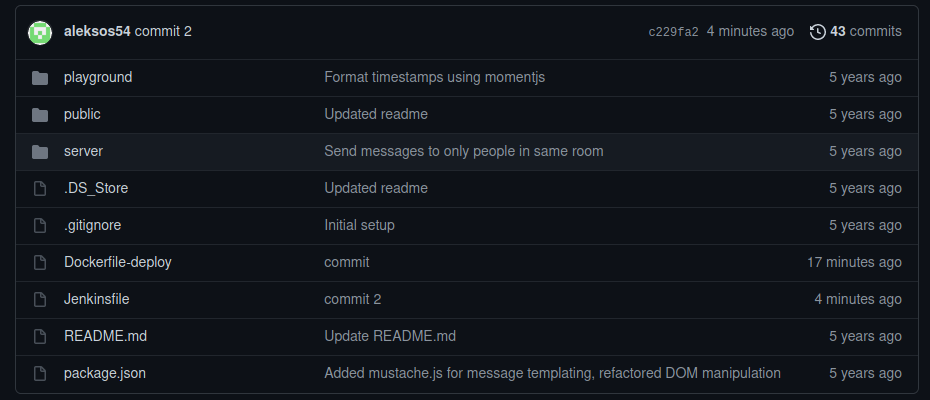 aleksos54 commit 2 c229fa2 4 minutes ago 43 commits
playground Format timestamps using momentjs 5 years ago
public Updated readme 5 years ago
server Send messages to only people in same room 5 years ago
.DS_Store Updated readme 5 years ago
.gitignore Initial setup 5 years ago
Dockerfile-deploy commit 17 minutes ago
Jenkinsfile commit 2 4 minutes ago
README.md Update README.md 5 years ago
package.json Added mustache.js for message templating, refactored DOM manipulation 5 years ago